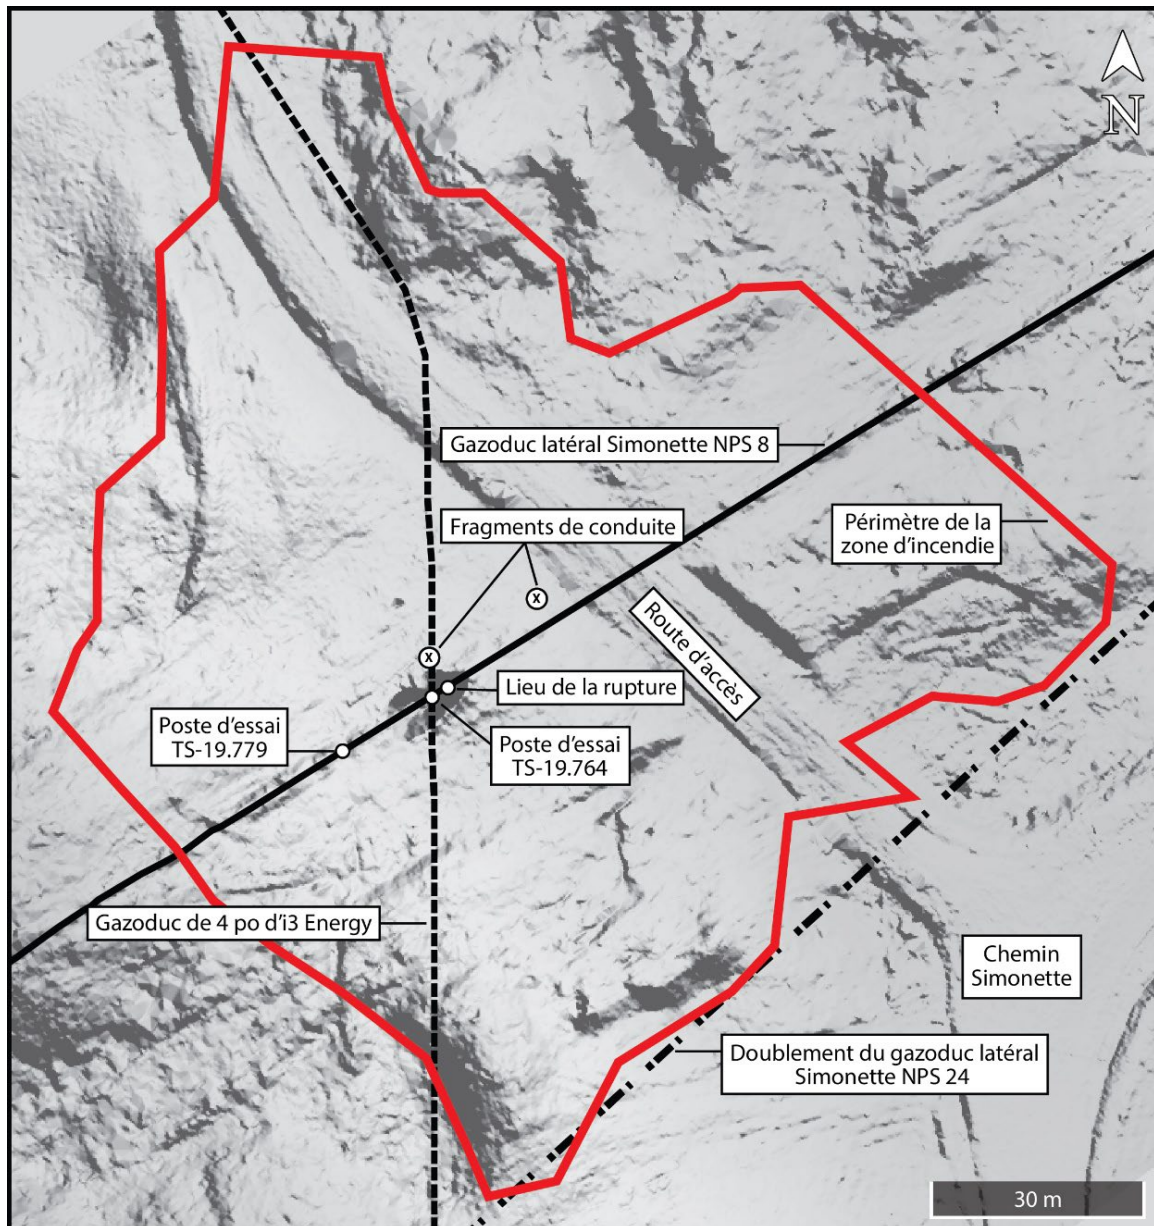 N
Gazoduc latéral Simonette NPS 8
Fragments de conduite
Périmètre de la
zone d'incendie
x
x
Route d'accès
Lieu de la rupture
Poste d'essai
TS-19.779
Poste d'essai
TS-19.764
Gazoduc de 4 po d'i3 Energy
Chemin
Simonette
Doublement du gazoduc latéral
Simonette NPS 24
30 m